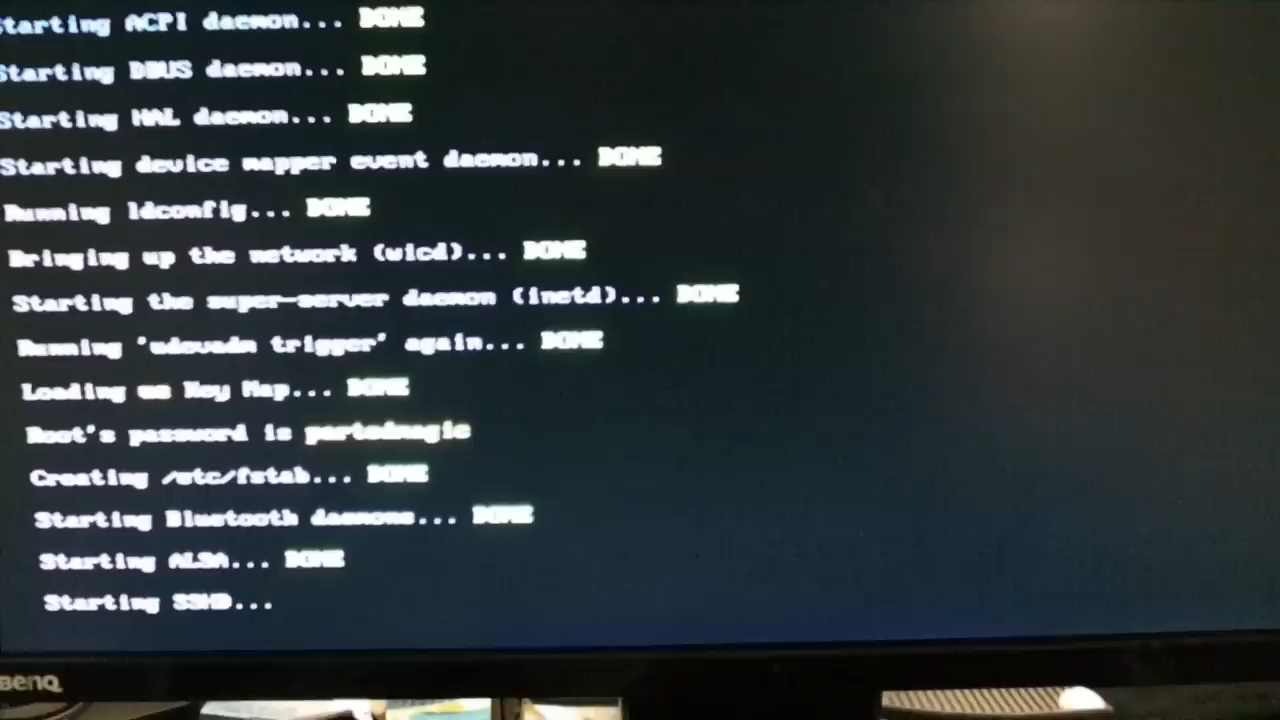 Starting ACPI daemon... DONE
Starting DBUS daemon... DONE
Starting HAL daemon... DONE
Starting device mapper event daemon... DONE
Running ldconfig... DONE
Bringing up the network (wicd)... DONE
Starting the super-server daemon (inetd)... DONE
Running 'udevadm trigger' again... DONE
Loading us Key Map... DONE
Root's password is partedmagic
Creating /etc/fstab... DONE
Starting Bluetooth daemons... DONE
Starting ALSA... DONE
Starting SSHD...
BenQ